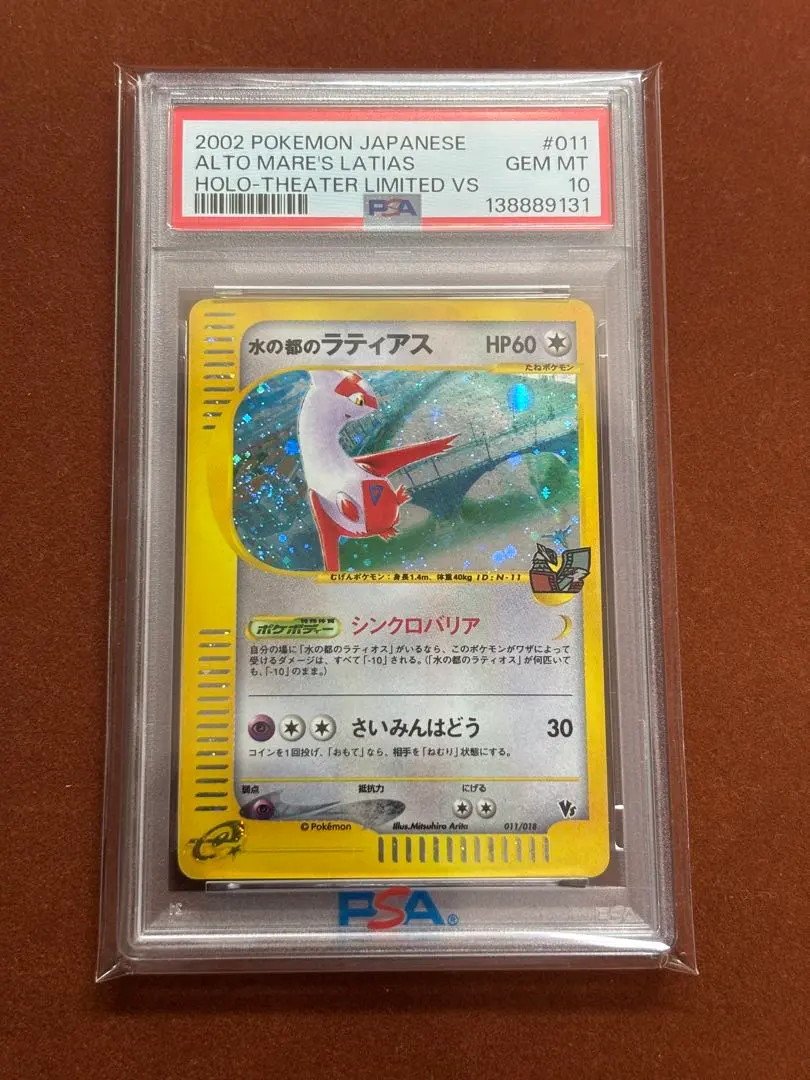 2002 POKEMON JAPANESE #011
ALTO MARE'S LATIAS GEM MT
HOLO-THEATER LIMITED VS 10
PSA 138889131
水の都のラティアス HP60
たねポケモン
むげんポケモン:身長1.4m、体重40kg ID:N-11
特殊体質
ポケボディー シンクロバリア
自分の場に「水の都のラティオス」がいるなら、このポケモンがワザによって
受けるダメージは、すべて「-10」される。(「水の都のラティオス」が何匹いて
も、「-10」のまま。)
さいみんはどう 30
コインを1回投げ、「おもて」なら、相手を「ねむり」状態にする。
弱点 抵抗力 にげる
©Pokémon Illus.Mitsuhiro Arita 011/018 VS
e
PSA®